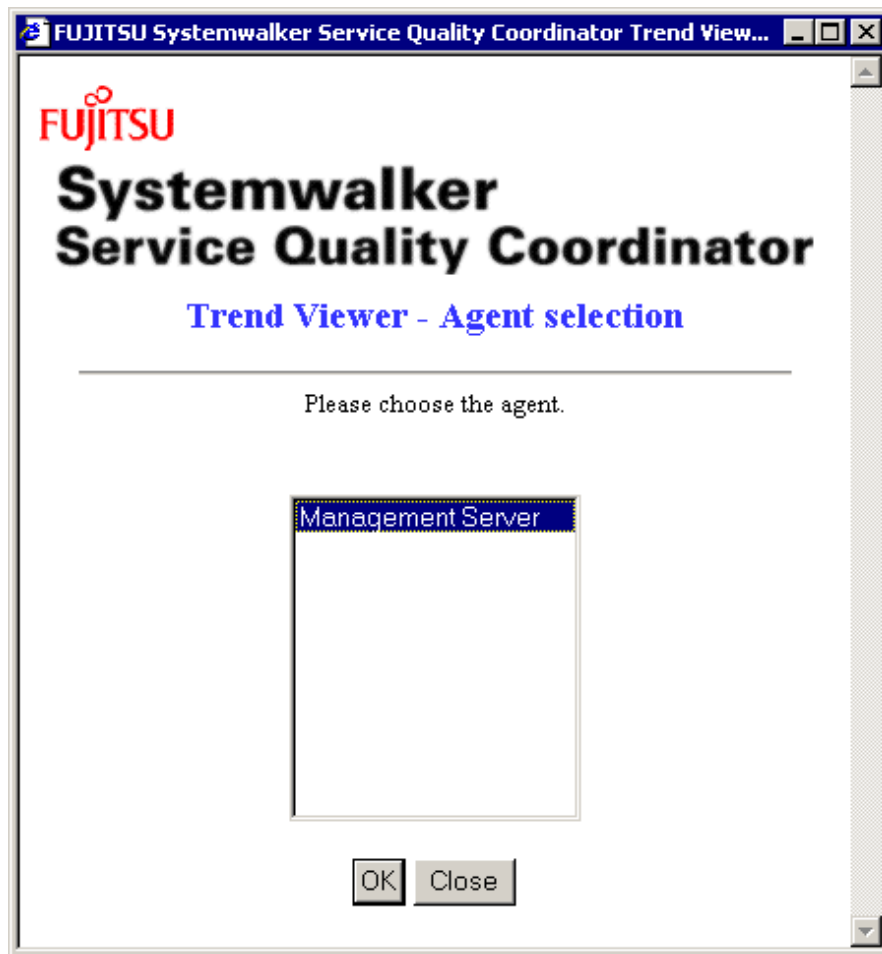 FUJITSU Systemwalker Service Quality Coordinator Trend View...
FUJITSU
Systemwalker
Service Quality Coordinator
Trend Viewer - Agent selection
Please choose the agent.
Management Server
OK Close